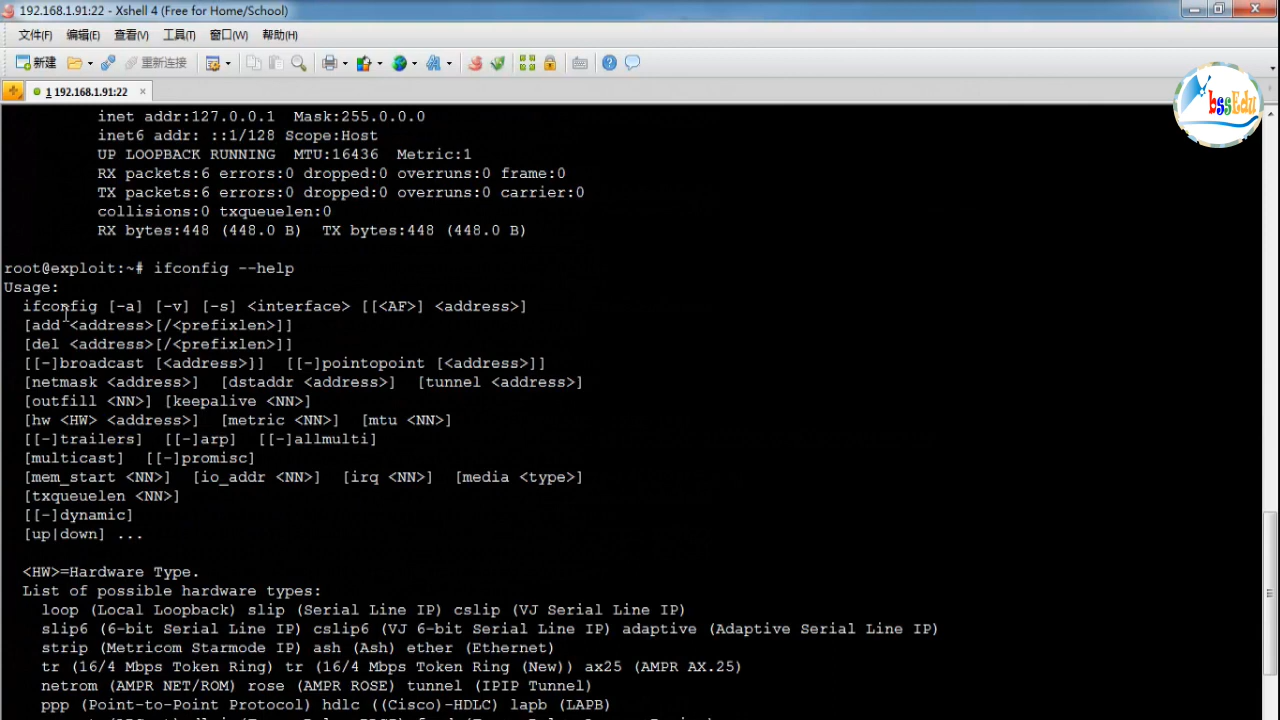 192.168.1.91:22 - Xshell 4 (Free for Home/School)
文件(F) 编辑(E) 查看(V) 工具(T) 窗口(W) 帮助(H)
新建 重新连接
1 192.168.1.91:22
bssEdu
inet addr:127.0.0.1  Mask:255.0.0.0
inet6 addr: ::1/128 Scope:Host
UP LOOPBACK RUNNING  MTU:16436  Metric:1
RX packets:6 errors:0 dropped:0 overruns:0 frame:0
TX packets:6 errors:0 dropped:0 overruns:0 carrier:0
collisions:0 txqueuelen:0
RX bytes:448 (448.0 B)  TX bytes:448 (448.0 B)
root@exploit:~# ifconfig --help
Usage:
ifconfig [-a] [-v] [-s] <interface> [[<AF>] <address>]
[add <address>[/<prefixlen>]]
[del <address>[/<prefixlen>]]
[[-]broadcast [<address>]]  [[-]pointopoint [<address>]]
[netmask <address>]  [dstaddr <address>]  [tunnel <address>]
[outfill <NN>] [keepalive <NN>]
[hw <HW> <address>]  [metric <NN>]  [mtu <NN>]
[[-]trailers]  [[-]arp]  [[-]allmulti]
[multicast]  [[-]promisc]
[mem_start <NN>]  [io_addr <NN>]  [irq <NN>]  [media <type>]
[txqueuelen <NN>]
[[-]dynamic]
[up|down] ...
<HW>=Hardware Type.
List of possible hardware types:
loop (Local Loopback) slip (Serial Line IP) cslip (VJ Serial Line IP)
slip6 (6-bit Serial Line IP) cslip6 (VJ 6-bit Serial Line IP) adaptive (Adaptive Serial Line IP)
strip (Metricom Starmode IP) ash (Ash) ether (Ethernet)
tr (16/4 Mbps Token Ring) tr (16/4 Mbps Token Ring (New)) ax25 (AMPR AX.25)
netrom (AMPR NET/ROM) rose (AMPR ROSE) tunnel (IPIP Tunnel)
ppp (Point-to-Point Protocol) hdlc ((Cisco)-HDLC) lapb (LAPB)